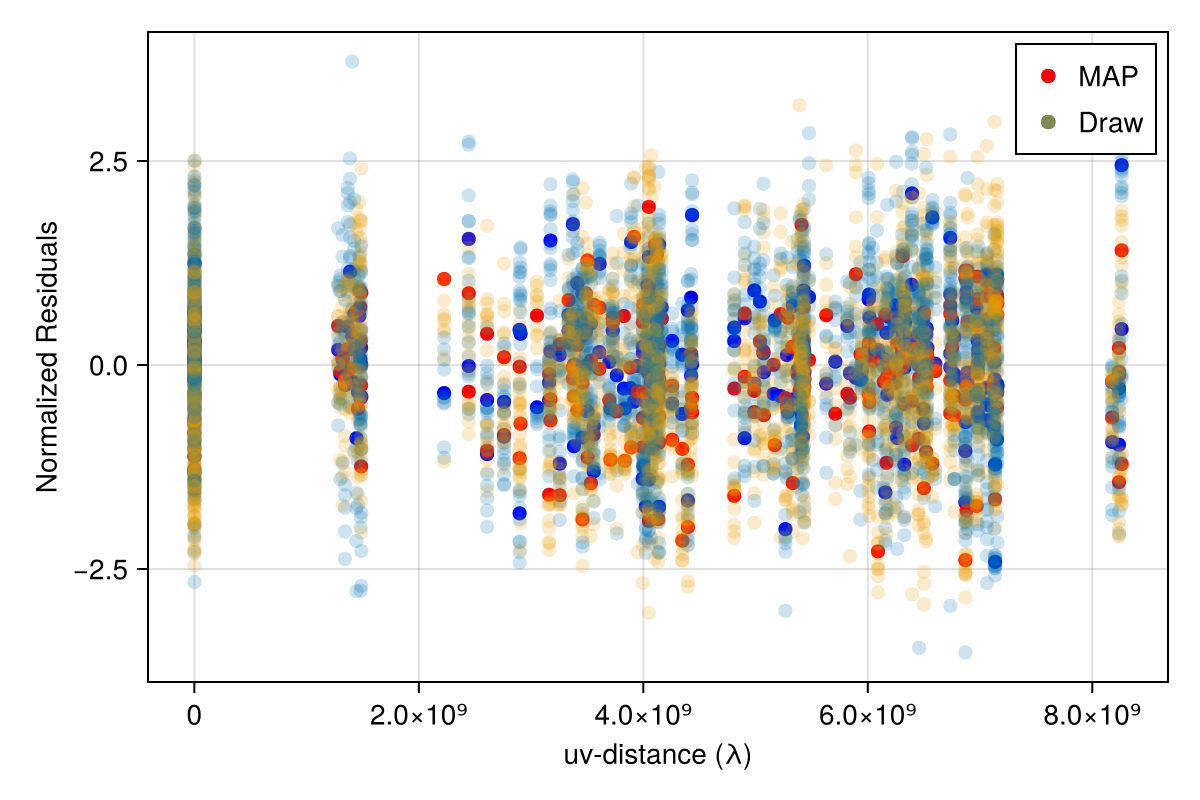 MAP
Draw
2.5
0.0
−2.5
Normalized Residuals
0
2.0×10⁹
4.0×10⁹
6.0×10⁹
8.0×10⁹
uv-distance (λ)